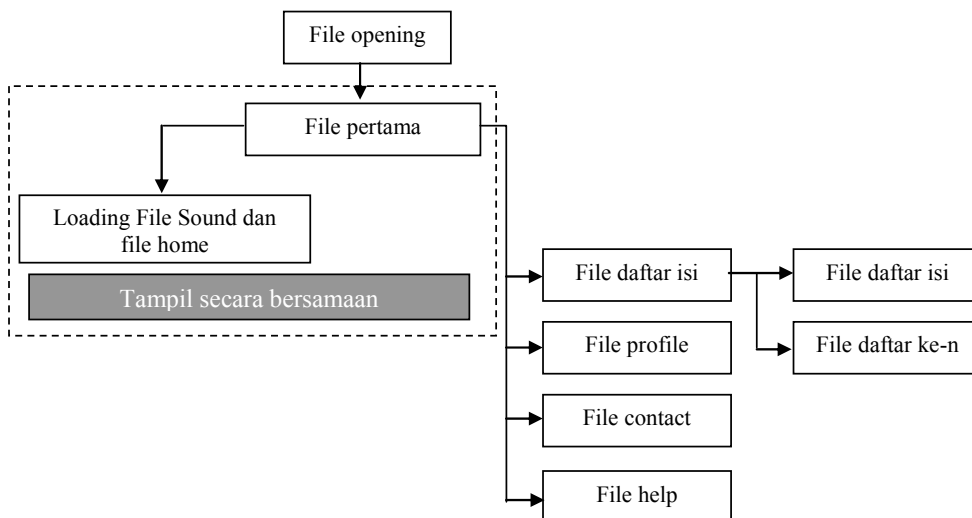 File opening
File pertama
Loading File Sound dan
file home
Tampil secara bersamaan
File daftar isi
File daftar isi
File profile
File daftar ke-n
File contact
File help